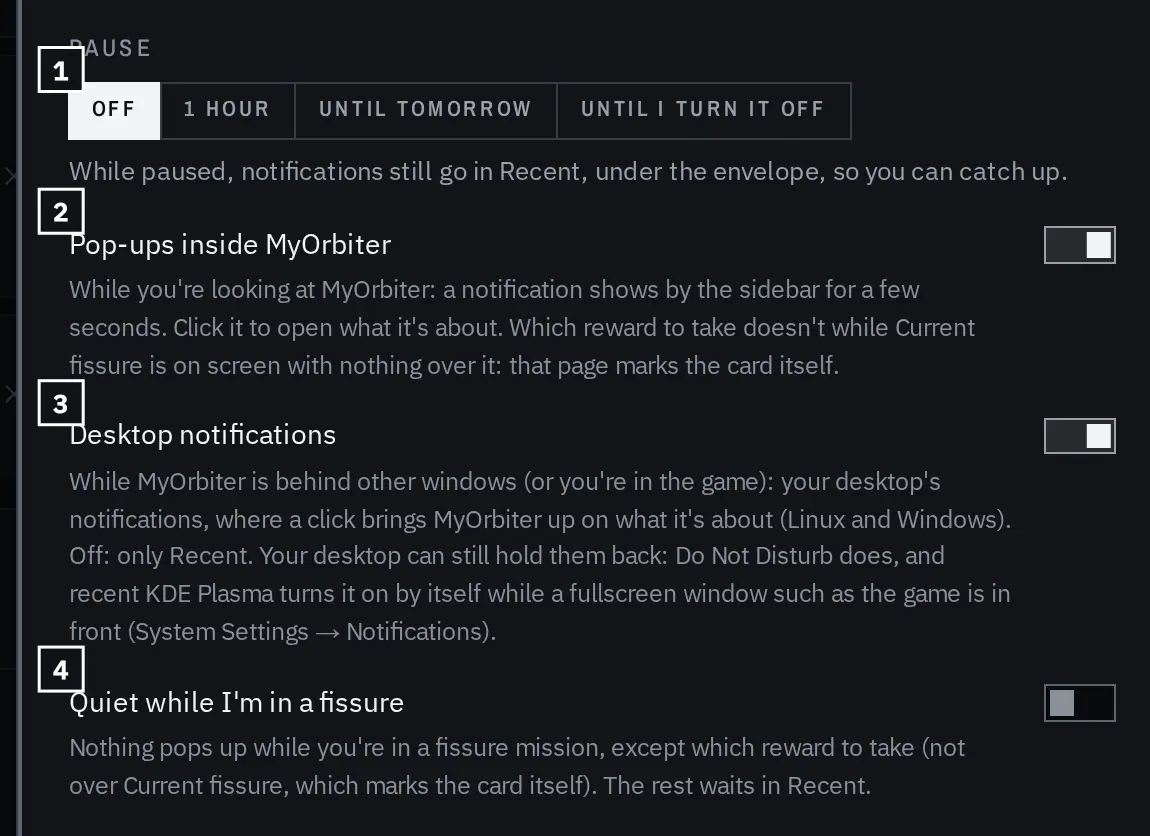 PAUSE
1
OFF 1 HOUR UNTIL TOMORROW UNTIL I TURN IT OFF
While paused, notifications still go in Recent, under the envelope, so you can catch up.
2
Pop-ups inside MyOrbiter
While you're looking at MyOrbiter: a notification shows by the sidebar for a few
seconds. Click it to open what it's about. Which reward to take doesn't while Current
fissure is on screen with nothing over it: that page marks the card itself.
3
Desktop notifications
While MyOrbiter is behind other windows (or you're in the game): your desktop's
notifications, where a click brings MyOrbiter up on what it's about (Linux and Windows).
Off: only Recent. Your desktop can still hold them back: Do Not Disturb does, and
recent KDE Plasma turns it on by itself while a fullscreen window such as the game is in
front (System Settings → Notifications).
4
Quiet while I'm in a fissure
Nothing pops up while you're in a fissure mission, except which reward to take (not
over Current fissure, which marks the card itself). The rest waits in Recent.